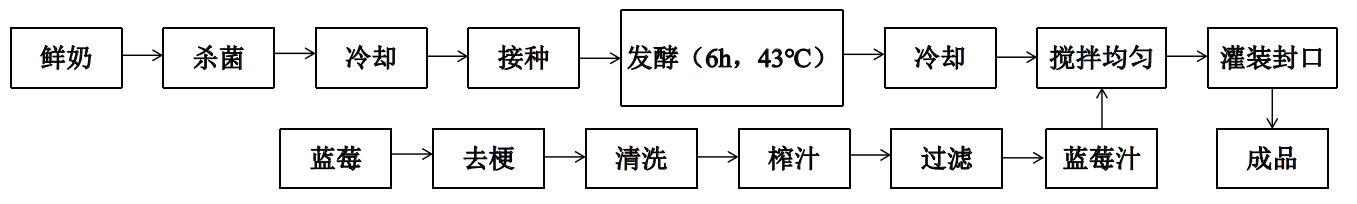 鲜奶
杀菌
冷却
接种
发酵（6h，43℃）
冷却
搅拌均匀
灌装封口
蓝莓
去梗
清洗
榨汁
过滤
蓝莓汁
成品